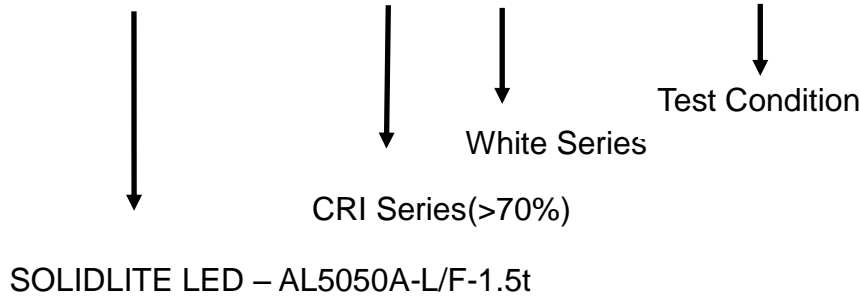 Test Condition
White Series
CRI Series(>70%)
SOLIDLITE LED – AL5050A-L/F-1.5t